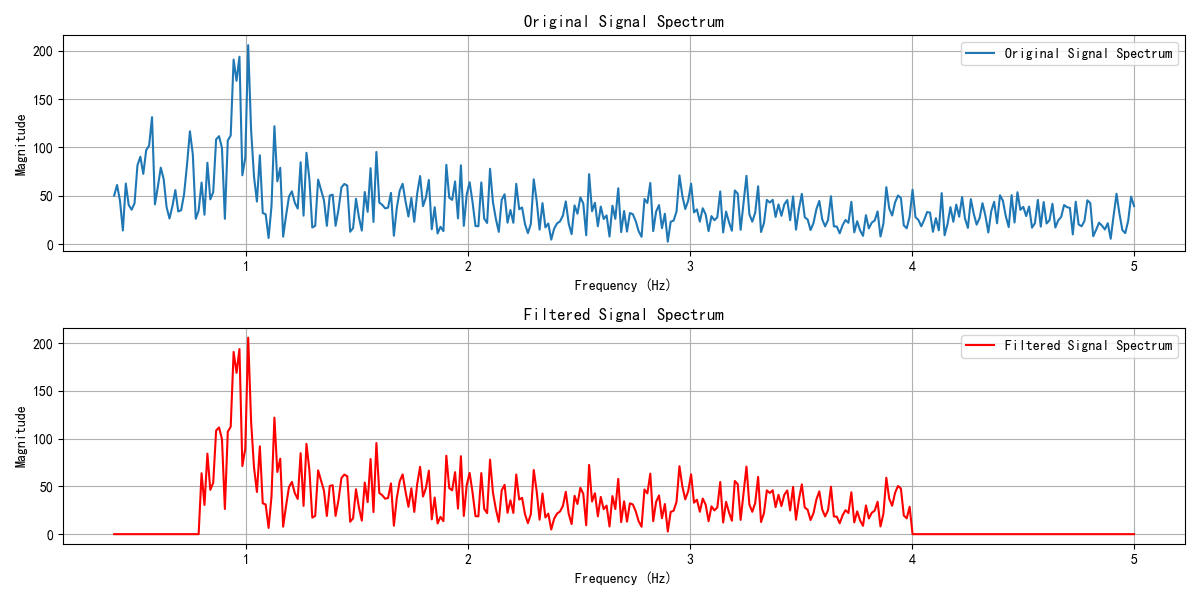 Original Signal Spectrum
Original Signal Spectrum
200
150
100
50
0
Magnitude
1
2
3
4
5
Frequency (Hz)
Filtered Signal Spectrum
Filtered Signal Spectrum
200
150
100
50
0
Magnitude
1
2
3
4
5
Frequency (Hz)